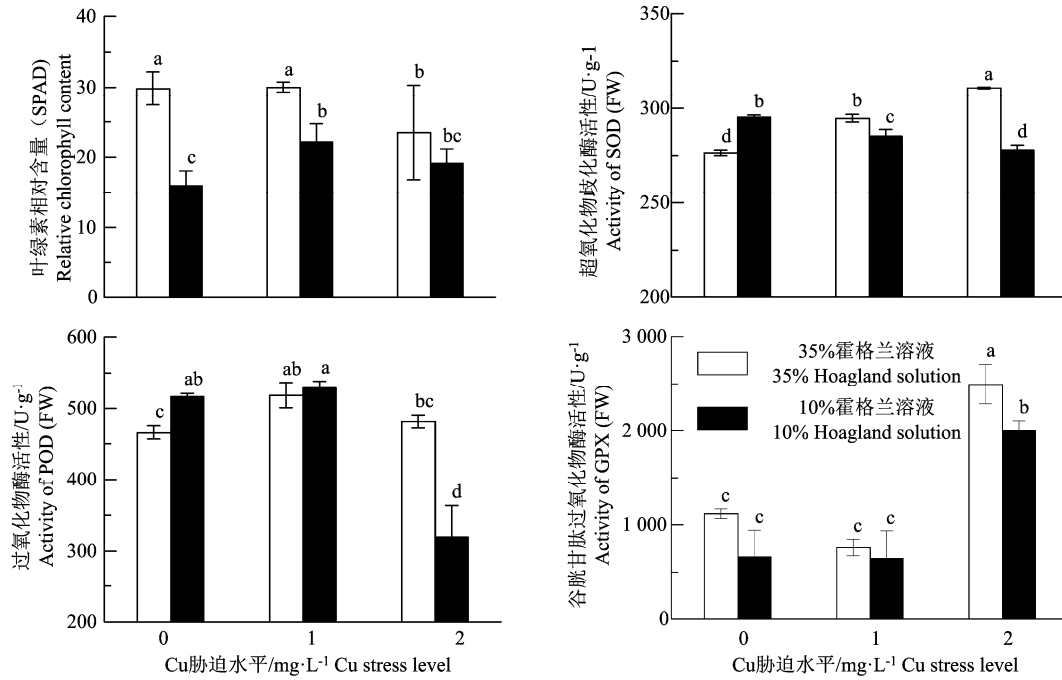 叶绿素相对含量（SPAD）
Relative chlorophyll content
40
30
20
10
0
a
c
a
b
b
bc
超氧化物歧化酶活性/U·g-1
Activity of SOD (FW)
350
300
250
200
d
b
b
c
a
d
过氧化物酶活性/U·g-1
Activity of POD (FW)
600
500
400
300
200
c
ab
ab
a
bc
d
0
1
2
Cu胁迫水平/mg·L-1 Cu stress level
谷胱甘肽过氧化物酶活性/U·g-1
Activity of GPX (FW)
3 000
2 000
1 000
0
35%霍格兰溶液
35% Hoagland solution
10%霍格兰溶液
10% Hoagland solution
c
c
c
c
a
b
0
1
2
Cu胁迫水平/mg·L-1 Cu stress level